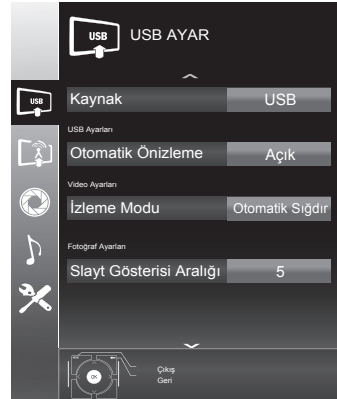 USB
USB AYAR
USB
Kaynak USB
USB Ayarları
Otomatik Önizleme Açık
Video Ayarları
İzleme Modu Otomatik Sığdır
Fotoğraf Ayarları
Slayt Gösterisi Aralığı 5
OK
Çıkış
Geri